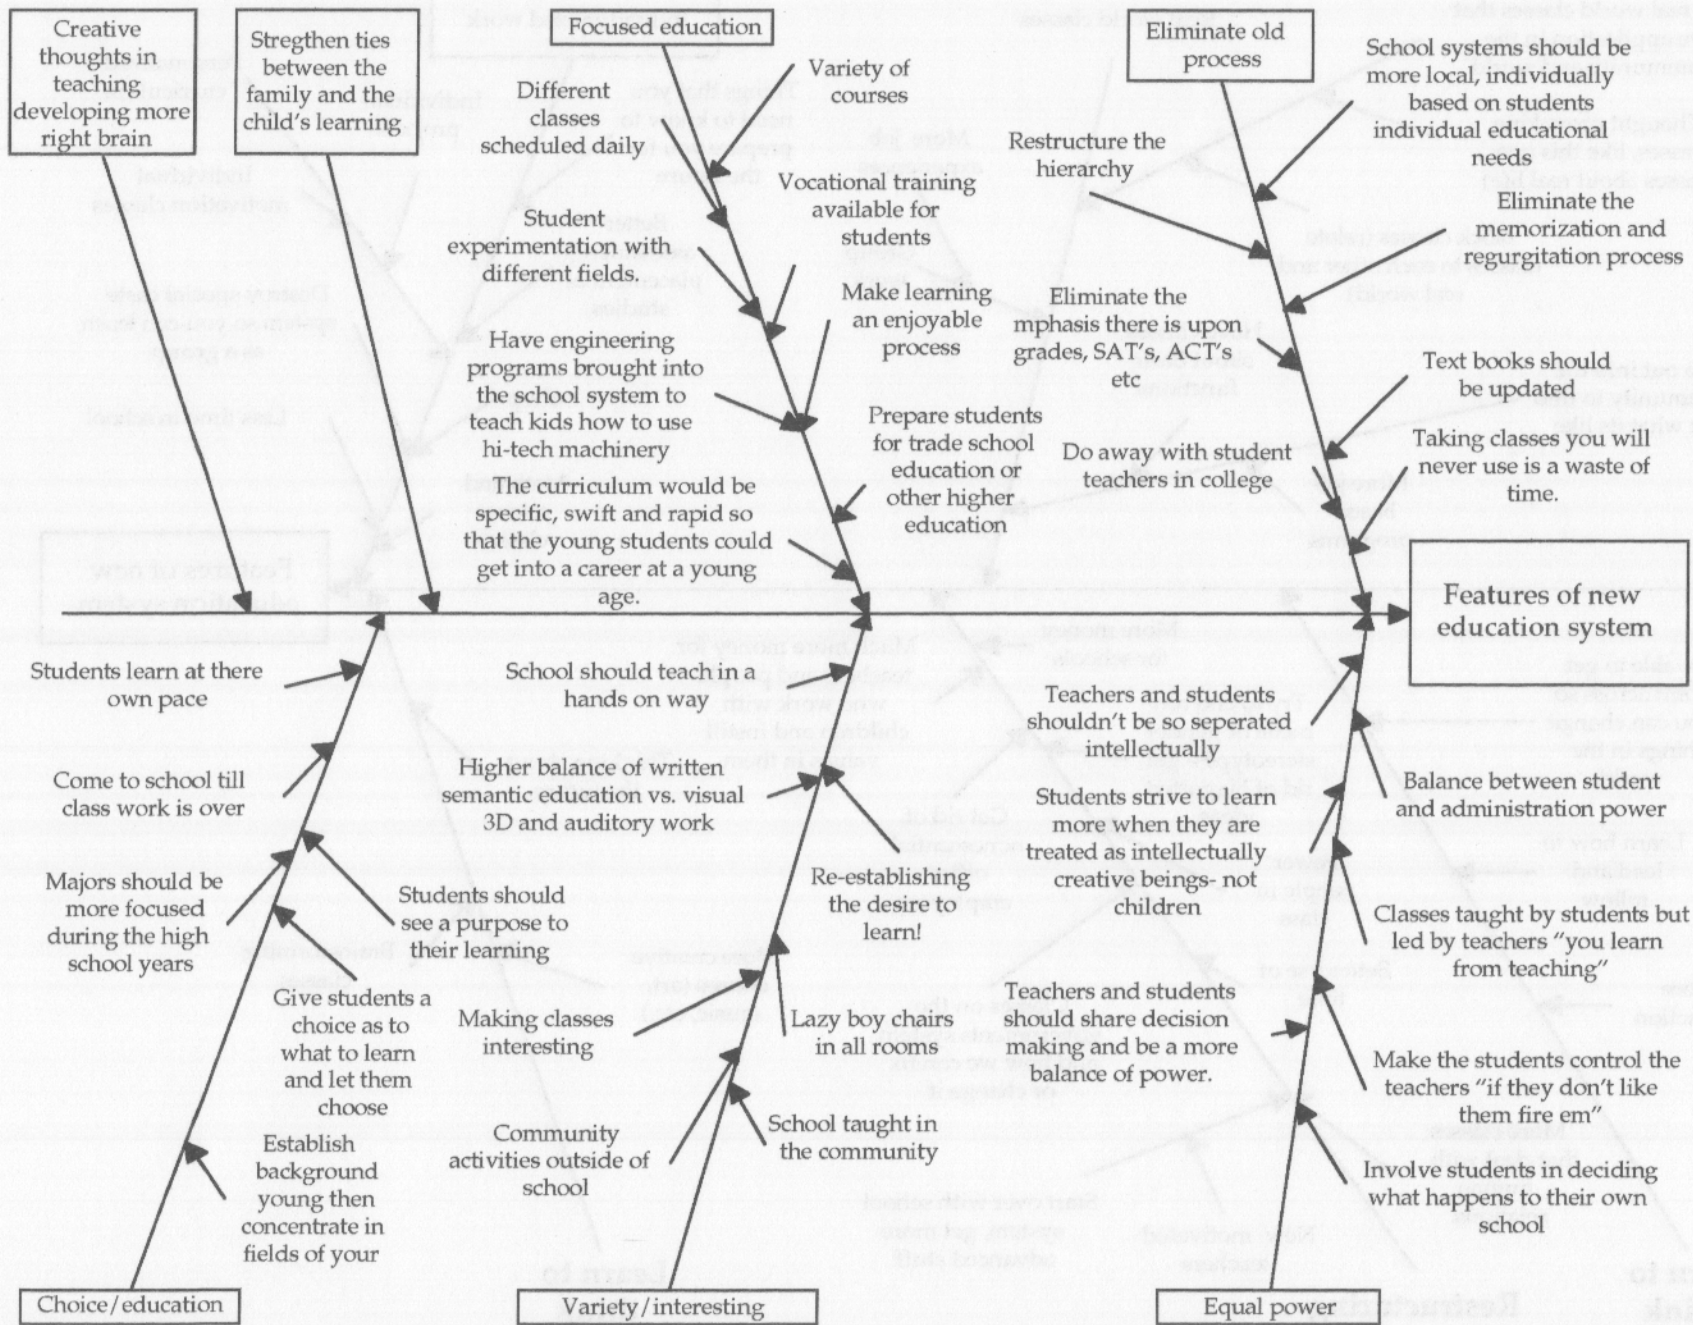 Creative
thoughts in
teaching
developing more
right brain
Stregthen ties
between the
family and the
child's learning
Focused education
Different
classes
scheduled daily
Variety of
courses
Student
experimentation with
different fields.
Vocational training
available for
students
Have engineering
programs brought into
the school system to
teach kids how to use
hi-tech machinery
Make learning
an enjoyable
process
The curriculum would be
specific, swift and rapid so
that the young students could
get into a career at a young
age.
Prepare students
for trade school
education or
other higher
education
Eliminate old
process
School systems should be
more local, individually
based on students
individual educational
needs
Restructure the
hierarchy
Eliminate the
memorization and
regurgitation process
Eliminate the
mphasis there is upon
grades, SAT's, ACT's
etc
Text books should
be updated
Do away with student
teachers in college
Taking classes you will
never use is a waste of
time.
Features of new
education system
Students learn at there
own pace
Come to school till
class work is over
Majors should be
more focused
during the high
school years
Students should
see a purpose to
their learning
Give students a
choice as to
what to learn
and let them
choose
Establish
background
young then
concentrate in
fields of your
Choice/education
School should teach in a
hands on way
Higher balance of written
semantic education vs. visual
3D and auditory work
Re-establishing
the desire to
learn!
Making classes
interesting
Lazy boy chairs
in all rooms
Community
activities outside of
school
School taught in
the community
Variety/interesting
Teachers and students
shouldn't be so seperated
intellectually
Balance between student
and administration power
Students strive to learn
more when they are
treated as intellectually
creative beings-not
children
Classes taught by students but
led by teachers "you learn
from teaching"
Teachers and students
should share decision
making and be a more
balance of power.
Make the students control the
teachers "if they don't like
them fire em"
Involve students in deciding
what happens to their own
school
Equal power